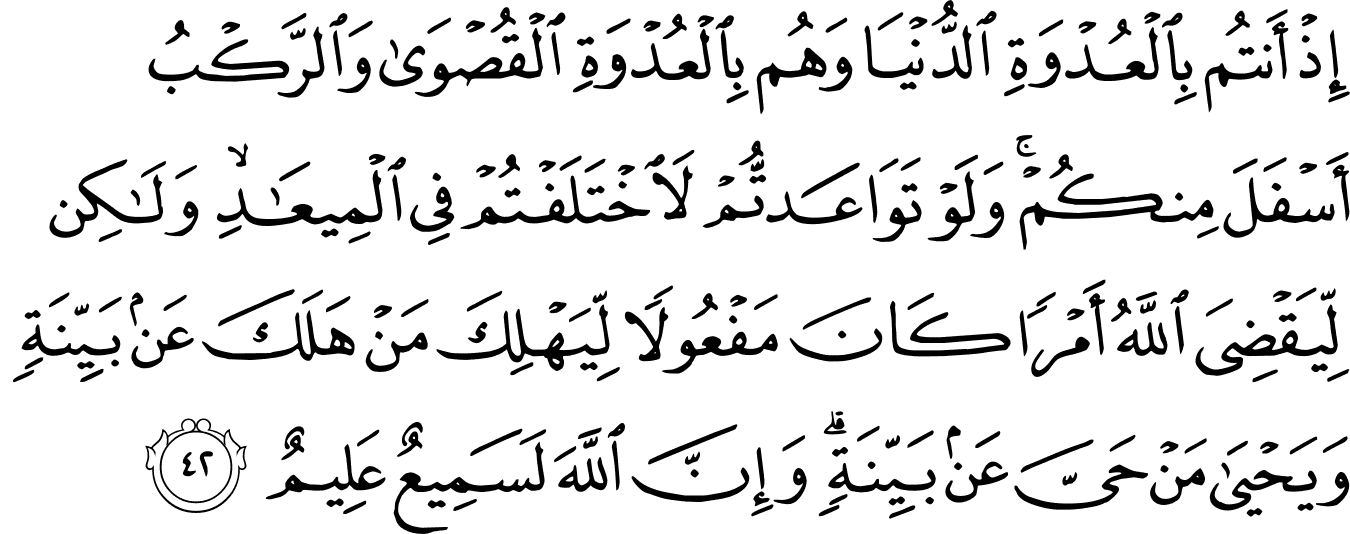 إِذۡ أَنتُم بِٱلۡعُدۡوَةِ ٱلدُّنۡيَا وَهُم بِٱلۡعُدۡوَةِ ٱلۡقُصۡوَىٰ وَٱلرَّكۡبُ
أَسۡفَلَ مِنكُمۡۚ وَلَوۡ تَوَاعَدتُّمۡ لَٱخۡتَلَفۡتُمۡ فِي ٱلۡمِيعَٰدِ وَلَٰكِن
لِّيَقۡضِيَ ٱللَّهُ أَمۡرٗا كَانَ مَفۡعُولٗا لِّيَهۡلِكَ مَنۡ هَلَكَ عَنۢ بَيِّنَةٖ
وَيَحۡيَىٰ مَنۡ حَيَّ عَنۢ بَيِّنَةٖۗ وَإِنَّ ٱللَّهَ لَسَمِيعٌ عَلِيمٌ ٤٢